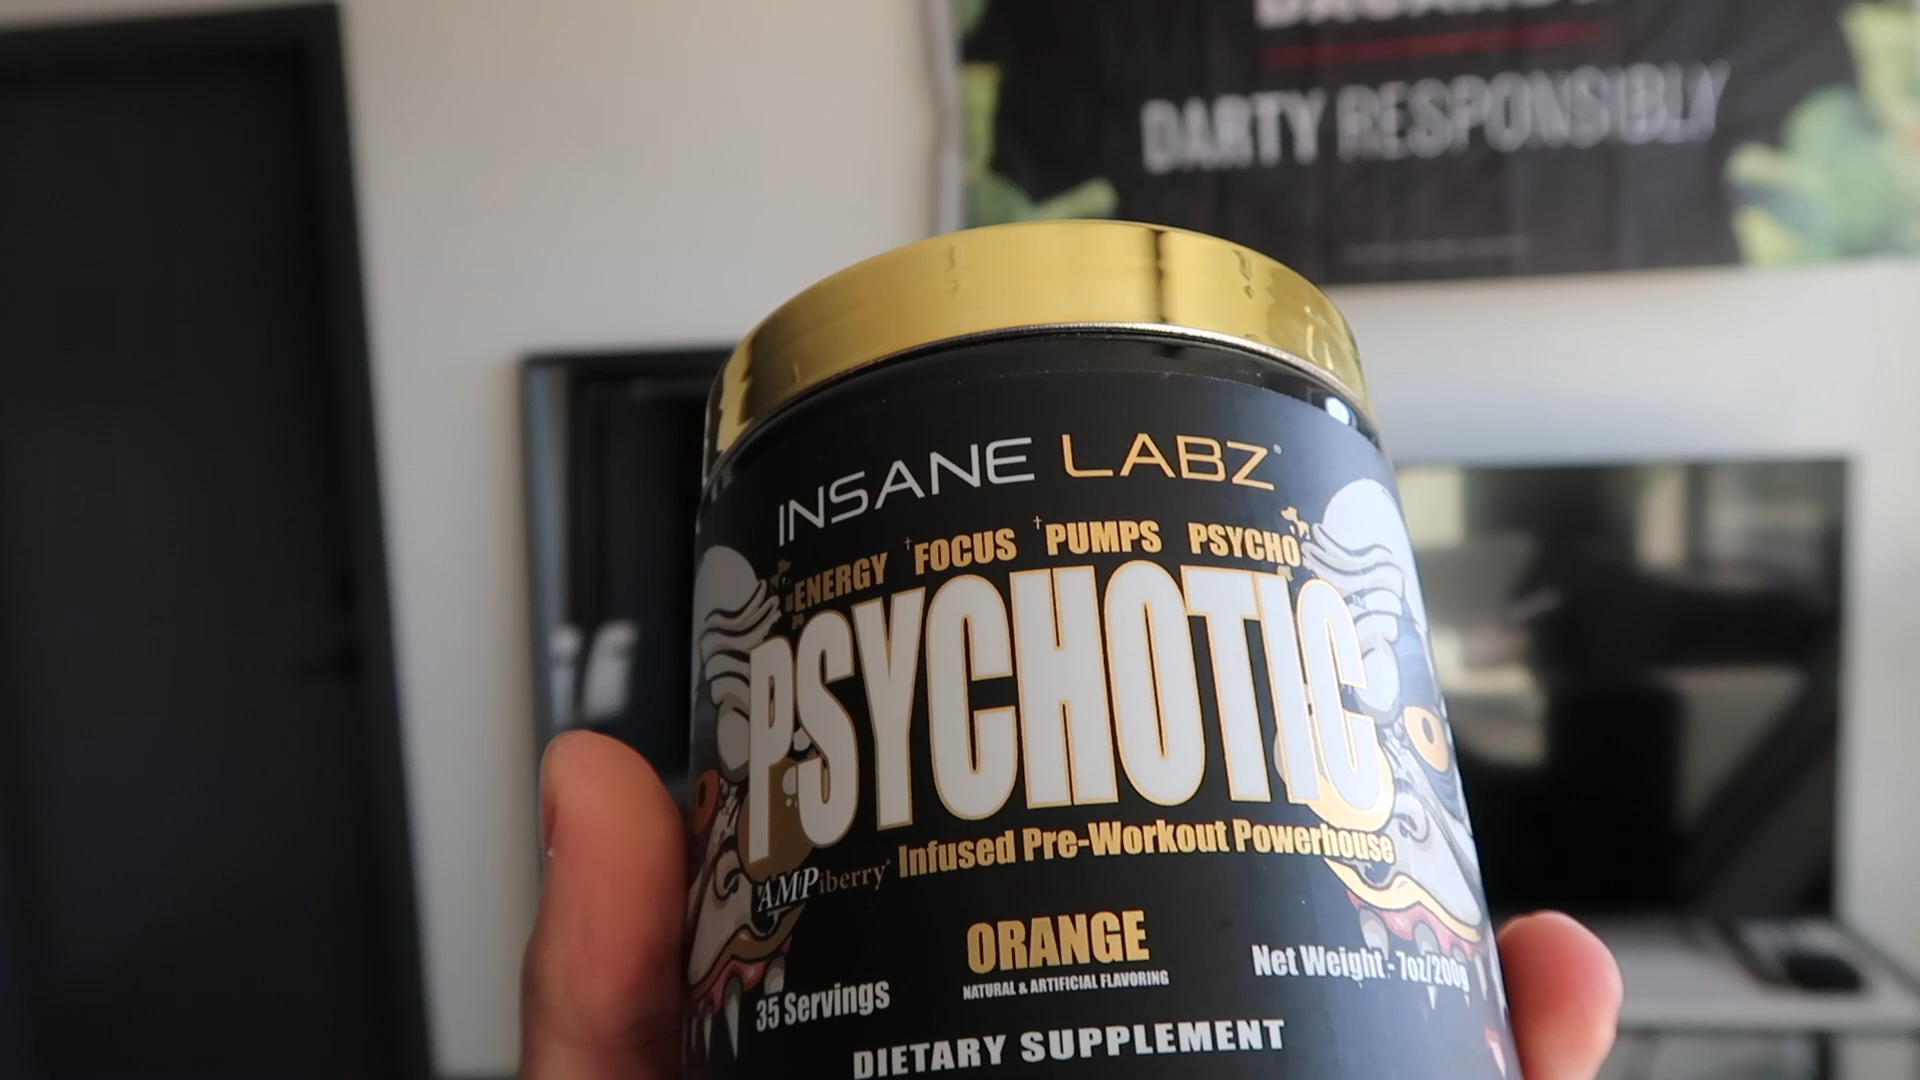 DARTY RESPONSIBLY
INSANE LABZ
ENERGY †FOCUS †PUMPS PSYCHO
PSYCHOTIC™
AMPiberry® Infused Pre-Workout Powerhouse
ORANGE
NATURAL & ARTIFICIAL FLAVORING
35 Servings
Net Weight - 7oz/200g
DIETARY SUPPLEMENT